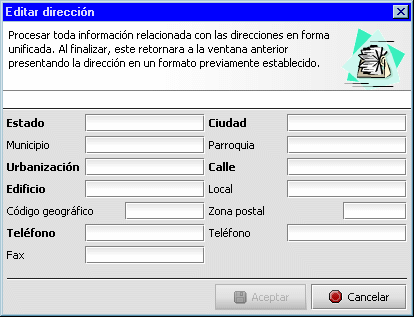 Editar dirección
Procesar toda información relacionada con las direcciones en forma
unificada. Al finalizar, este retornara a la ventana anterior
presentando la dirección en un formato previamente establecido.
Estado Ciudad
Municipio Parroquia
Urbanización Calle
Edificio Local
Código geográfico Zona postal
Teléfono Teléfono
Fax
Aceptar Cancelar